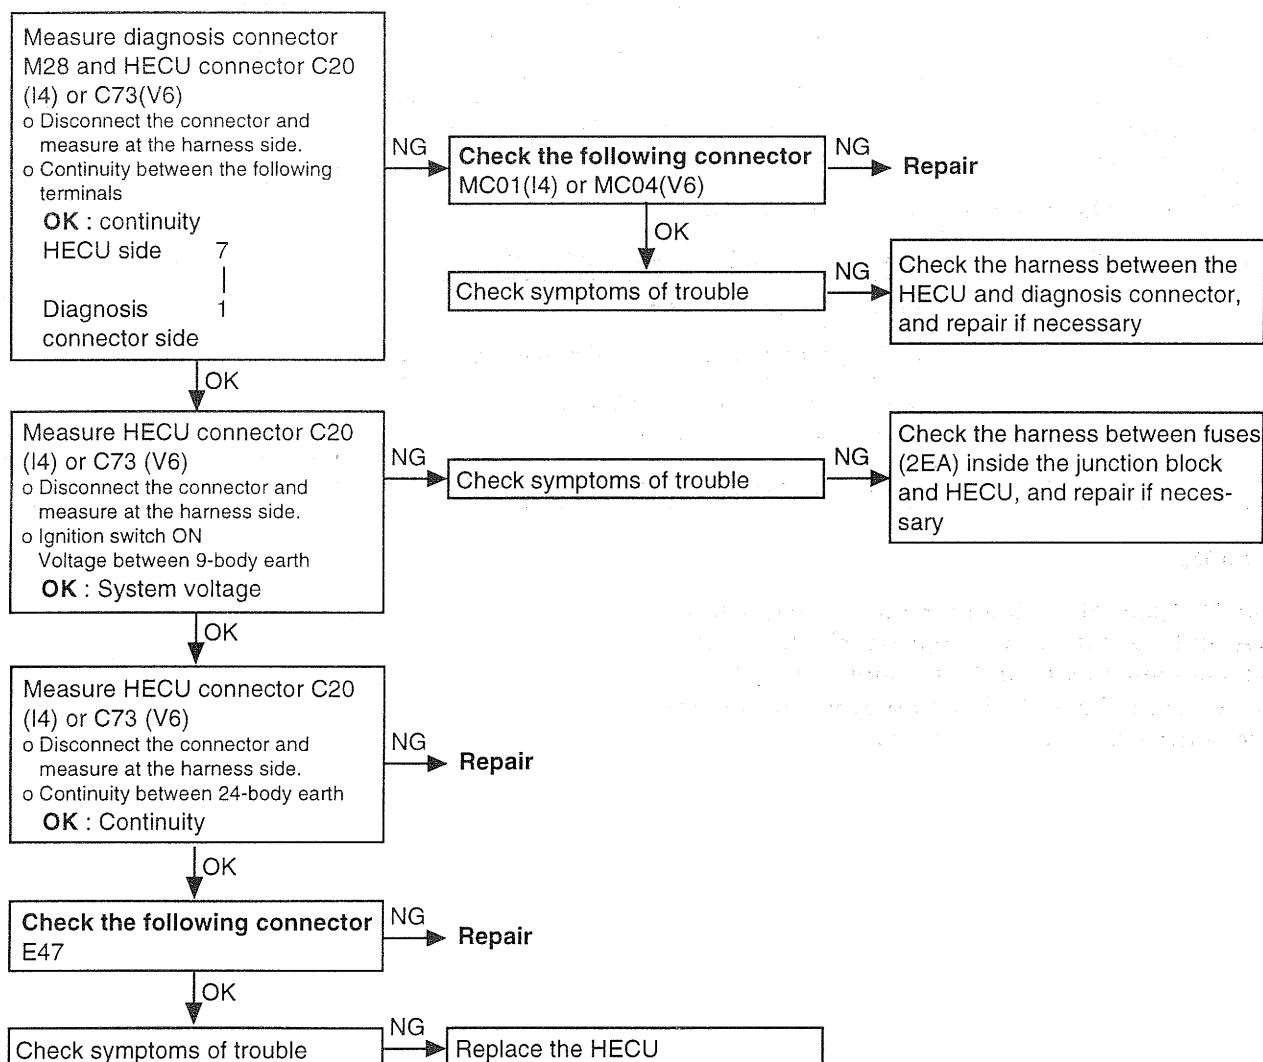 Measure diagnosis connector
M28 and HECU connector C20
(I4) or C73(V6)
o Disconnect the connector and
measure at the harness side.
o Continuity between the following
terminals
OK : continuity
HECU side 7
|
Diagnosis 1
connector side
NG
Check the following connector
MC01(I4) or MC04(V6)
NG
Repair
OK
Check symptoms of trouble
NG
Check the harness between the
HECU and diagnosis connector,
and repair if necessary
OK
Measure HECU connector C20
(I4) or C73 (V6)
o Disconnect the connector and
measure at the harness side.
o Ignition switch ON
Voltage between 9-body earth
OK : System voltage
NG
Check symptoms of trouble
NG
Check the harness between fuses
(2EA) inside the junction block
and HECU, and repair if neces-
sary
OK
Measure HECU connector C20
(I4) or C73 (V6)
o Disconnect the connector and
measure at the harness side.
o Continuity between 24-body earth
OK : Continuity
NG
Repair
OK
Check the following connector
E47
NG
Repair
OK
Check symptoms of trouble
NG
Replace the HECU